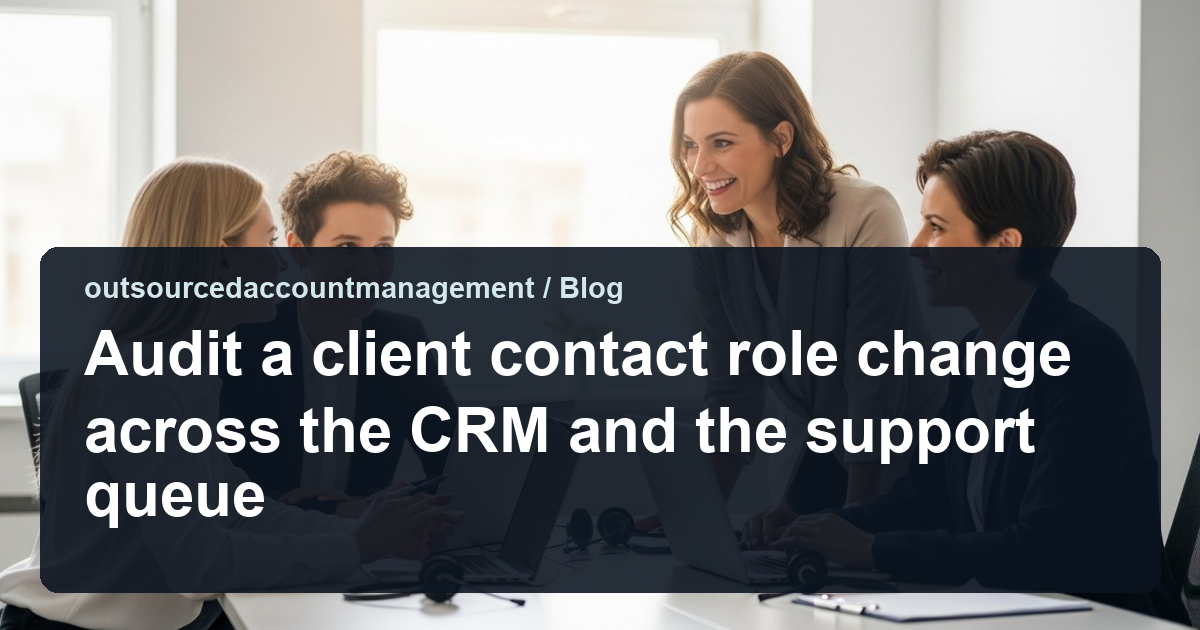 outsourcedaccountmanagement / Blog
Audit a client contact role change
across the CRM and the support
queue